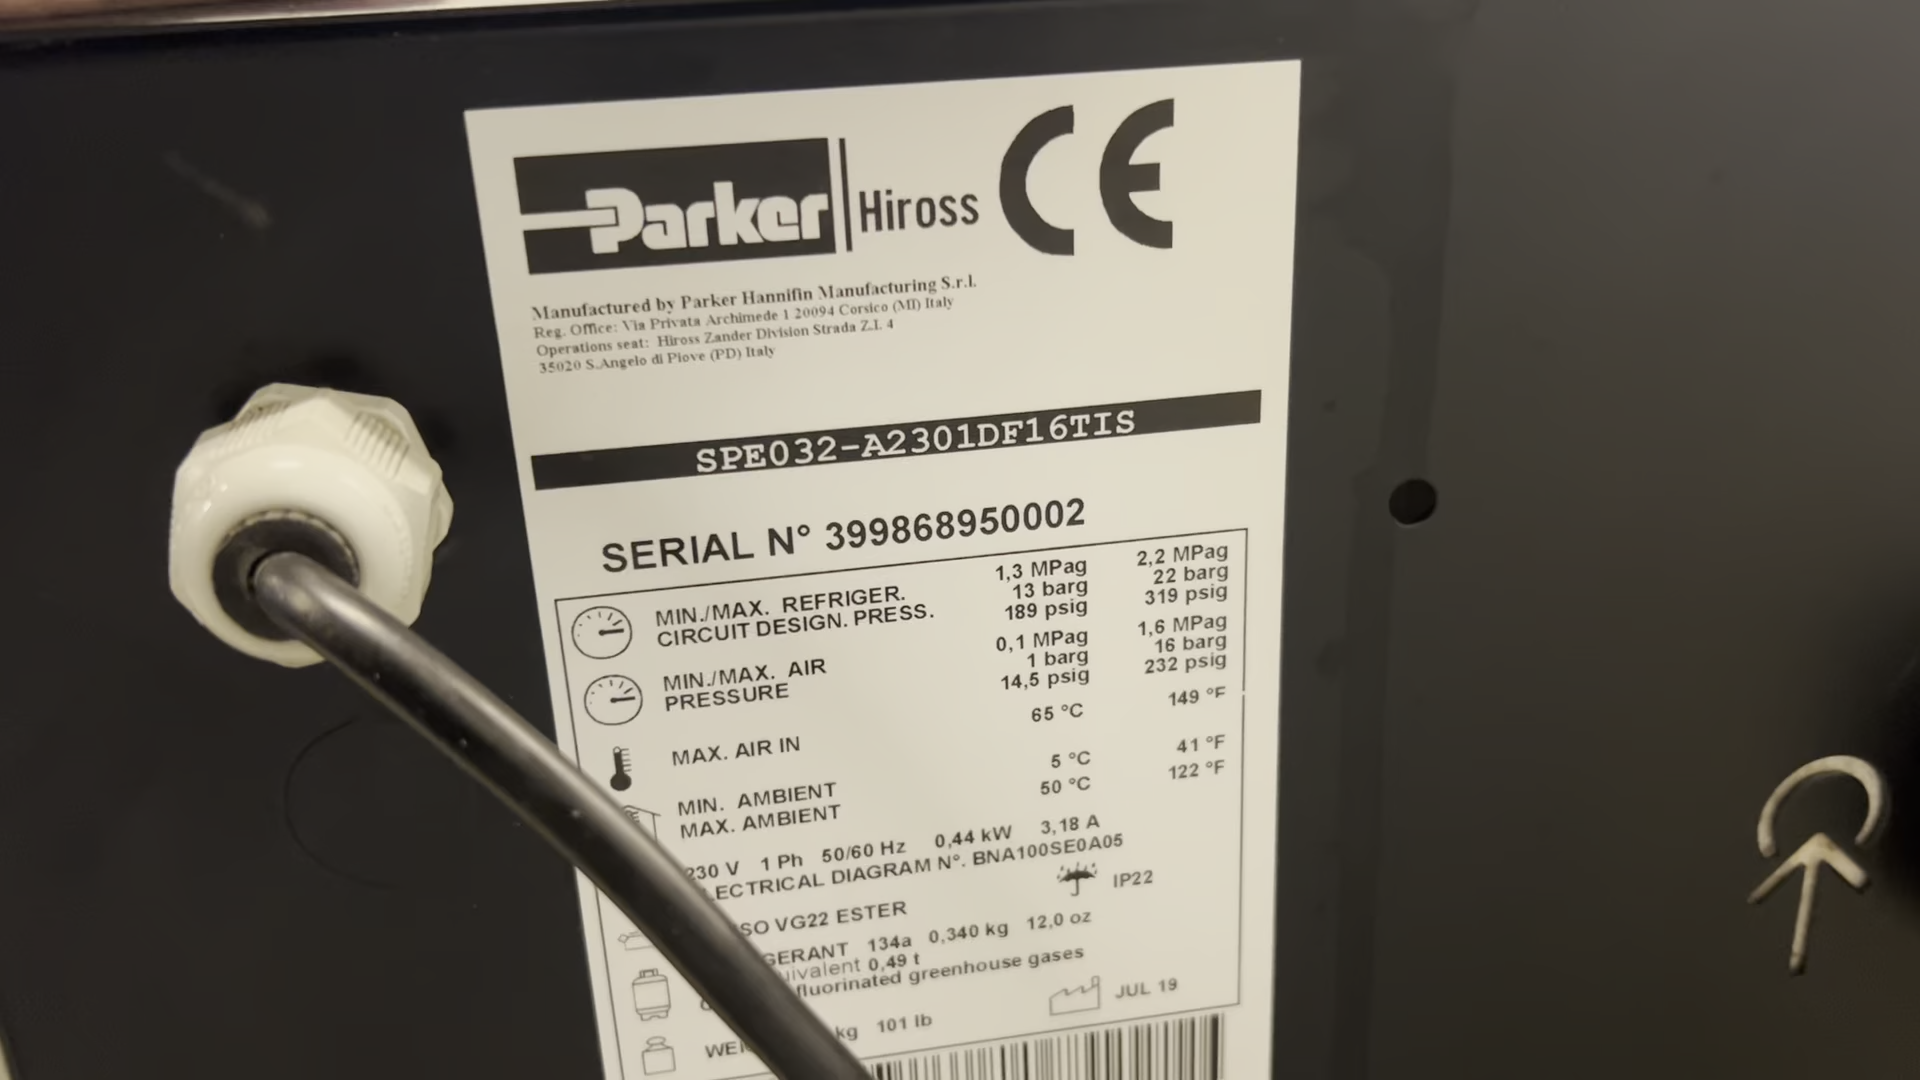 Parker Hiross CE
Manufactured by Parker Hannifin Manufacturing S.r.l.
Reg. Office: Via Privata Archimede 1 20094 Corsico (MI) Italy
Operations seat: Hiross Zander Division Strada Z.I. 4
35020 S.Angelo di Piove (PD) Italy
SPE032-A2301DF16TIS
SERIAL N° 399868950002
MIN./MAX. REFRIGER. 1,3 MPag 2,2 MPag
CIRCUIT DESIGN. PRESS. 13 barg 22 barg
189 psig 319 psig
MIN./MAX. AIR 0,1 MPag 1,6 MPag
PRESSURE 1 barg 16 barg
14,5 psig 232 psig
MAX. AIR IN 65 °C 149 °F
MIN. AMBIENT 5 °C 41 °F
MAX. AMBIENT 50 °C 122 °F
230 V 1 Ph 50/60 Hz 0,44 kW 3,18 A
LECTRICAL DIAGRAM N°. BNA100SE0A05
IP22
SO VG22 ESTER
GERANT 134a 0,340 kg 12,0 oz
uivalent 0,49 t
fluorinated greenhouse gases
JUL 19
WEI kg 101 lb